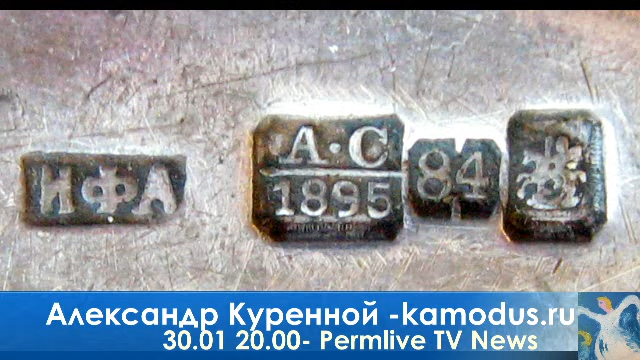 ИФА
А·С
1895
84
Александр Куренной -kamodus.ru
30.01 20.00- Permlive TV News